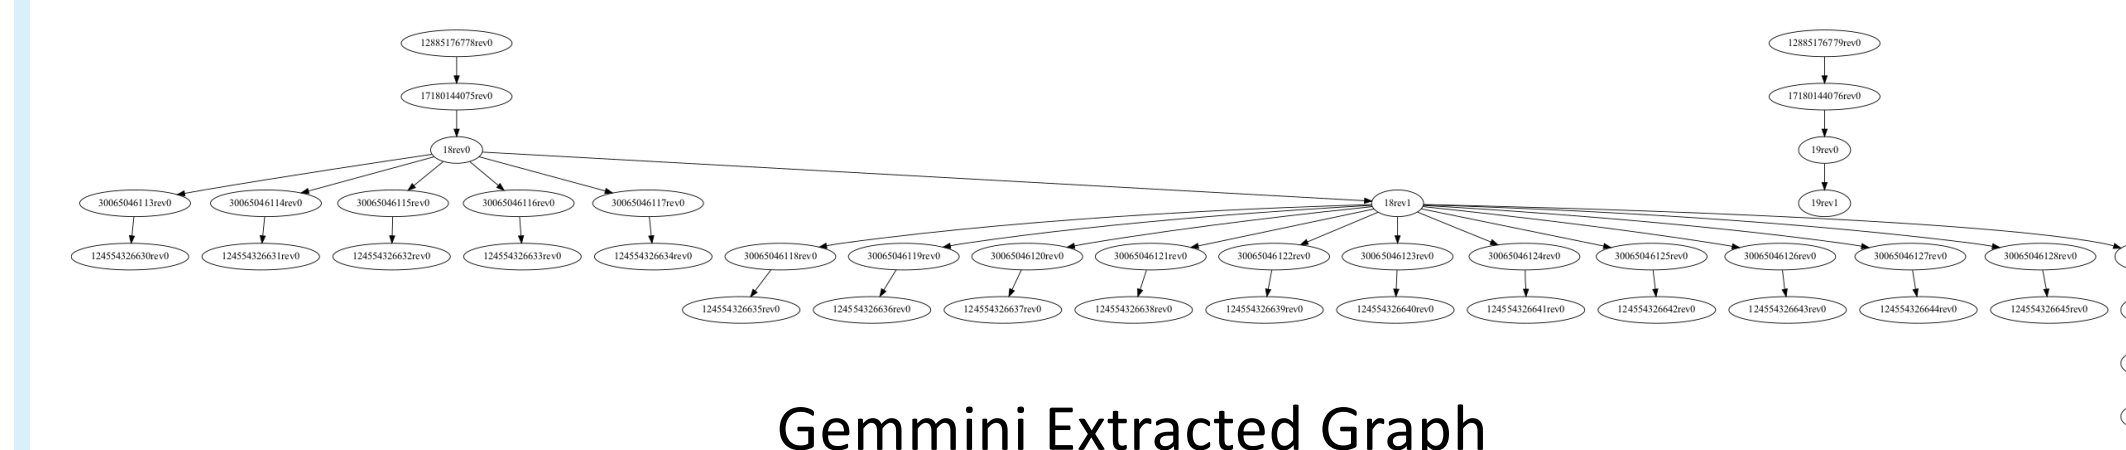 12885176778rev0 12885176779rev0
17180144075rev0 17180144076rev0
18rev0 19rev0
30065046113rev0 30065046114rev0 30065046115rev0 30065046116rev0 30065046117rev0 18rev1 19rev1
124554326630rev0 124554326631rev0 124554326632rev0 124554326633rev0 124554326634rev0 30065046118rev0 30065046119rev0 30065046120rev0 30065046121rev0 30065046122rev0 30065046123rev0 30065046124rev0 30065046125rev0 30065046126rev0 30065046127rev0 30065046128rev0
124554326635rev0 124554326636rev0 124554326637rev0 124554326638rev0 124554326639rev0 124554326640rev0 124554326641rev0 124554326642rev0 124554326643rev0 124554326644rev0 124554326645rev0
Gemmini Extracted Graph